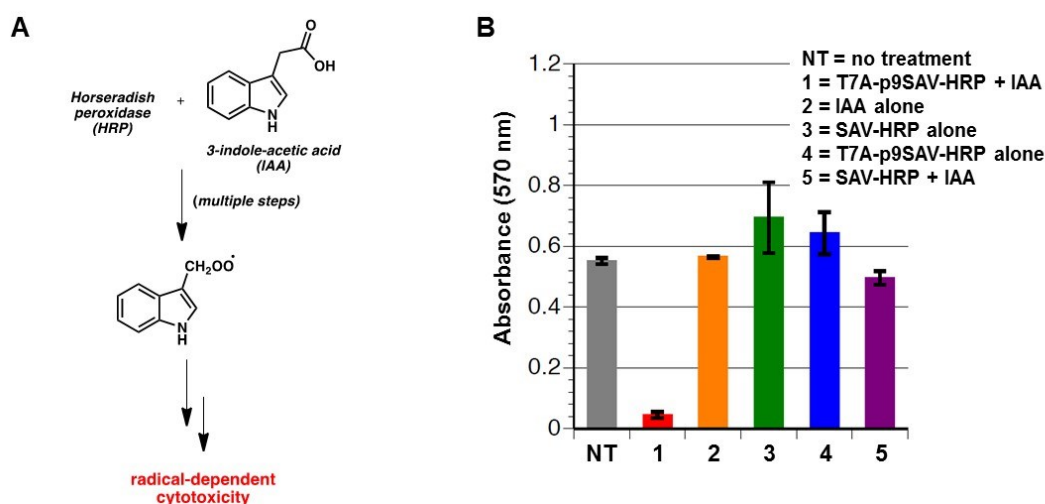 A
Horseradish
peroxidase
(HRP)
+
O
OH
N
H
3-indole-acetic acid
(IAA)
(multiple steps)
CH2OO•
N
H
radical-dependent
cytotoxicity
B
NT = no treatment
1 = T7A-p9SAV-HRP + IAA
2 = IAA alone
3 = SAV-HRP alone
4 = T7A-p9SAV-HRP alone
5 = SAV-HRP + IAA
Absorbance (570 nm)
1.2
1
0.8
0.6
0.4
0.2
0
NT 1 2 3 4 5